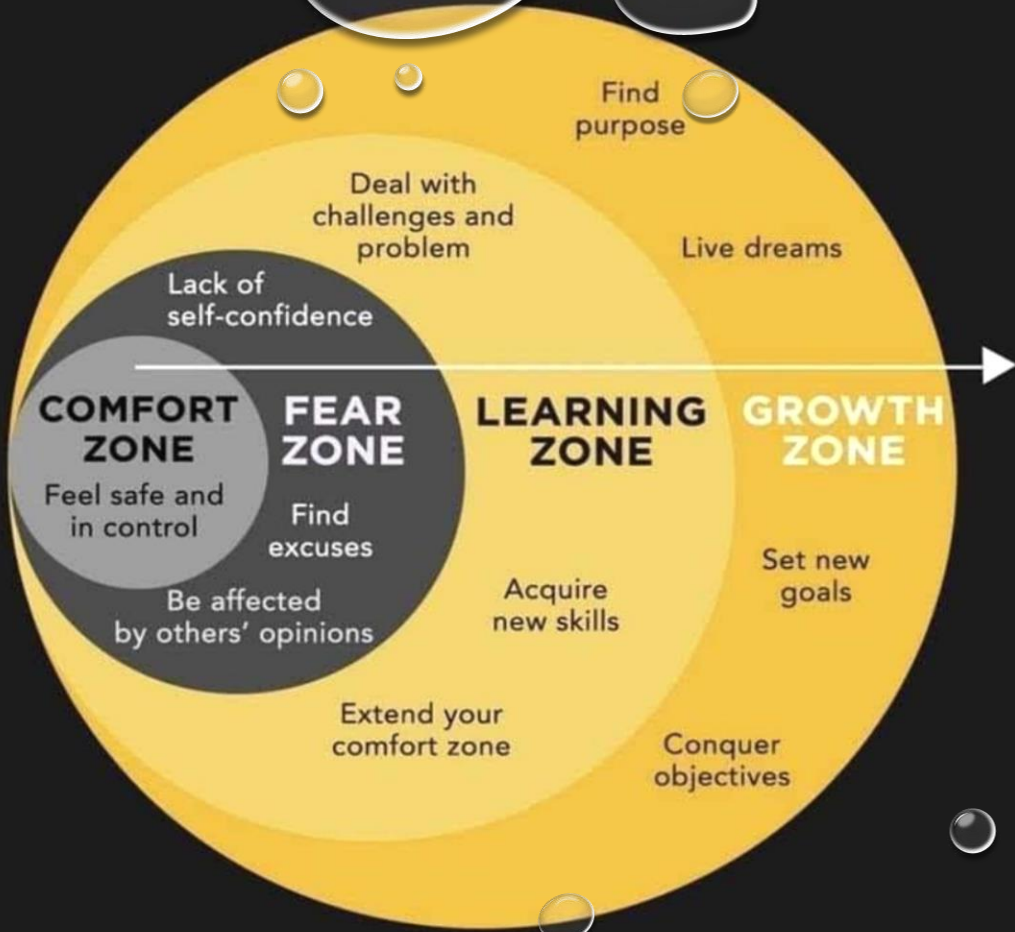 Find
purpose
Deal with
challenges and
problem
Live dreams
Lack of
self-confidence
COMFORT
ZONE
Feel safe and
in control
FEAR
ZONE
Find
excuses
Be affected
by others' opinions
LEARNING
ZONE
Acquire
new skills
Extend your
comfort zone
GROWTH
ZONE
Set new
goals
Conquer
objectives